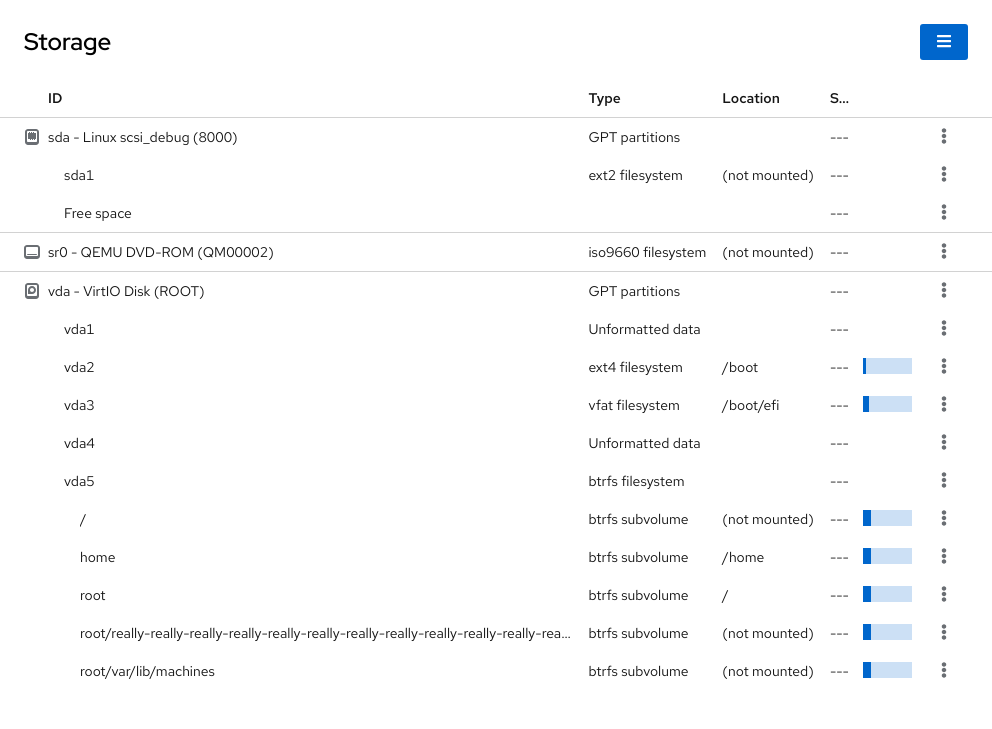 Storage
ID Type Location S...
sda - Linux scsi_debug (8000) GPT partitions ---
sda1 ext2 filesystem (not mounted) ---
Free space ---
sr0 - QEMU DVD-ROM (QM00002) iso9660 filesystem (not mounted) ---
vda - VirtIO Disk (ROOT) GPT partitions ---
vda1 Unformatted data ---
vda2 ext4 filesystem /boot ---
vda3 vfat filesystem /boot/efi ---
vda4 Unformatted data ---
vda5 btrfs filesystem ---
/ btrfs subvolume (not mounted) ---
home btrfs subvolume /home ---
root btrfs subvolume / ---
root/really-really-really-really-really-really-really-really-really-really-really-rea... btrfs subvolume (not mounted) ---
root/var/lib/machines btrfs subvolume (not mounted) ---